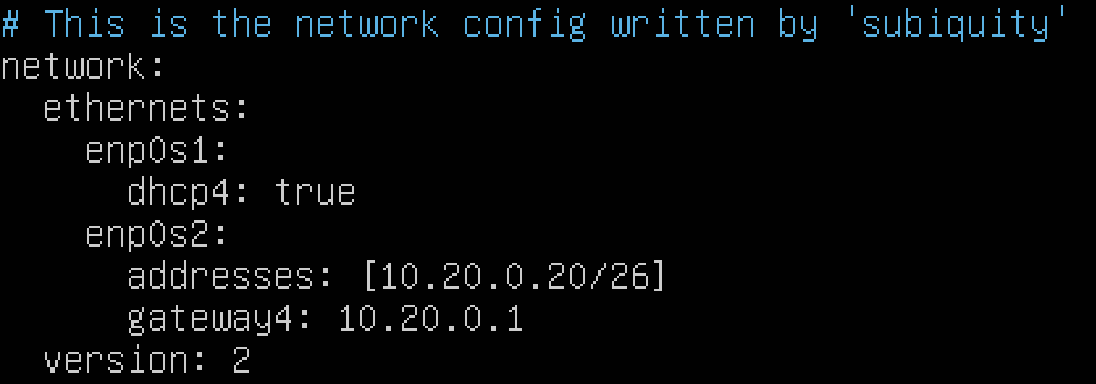 # This is the network config written by 'subiquity'
network:
  ethernets:
    enp0s1:
      dhcp4: true
    enp0s2:
      addresses: [10.20.0.20/26]
      gateway4: 10.20.0.1
  version: 2